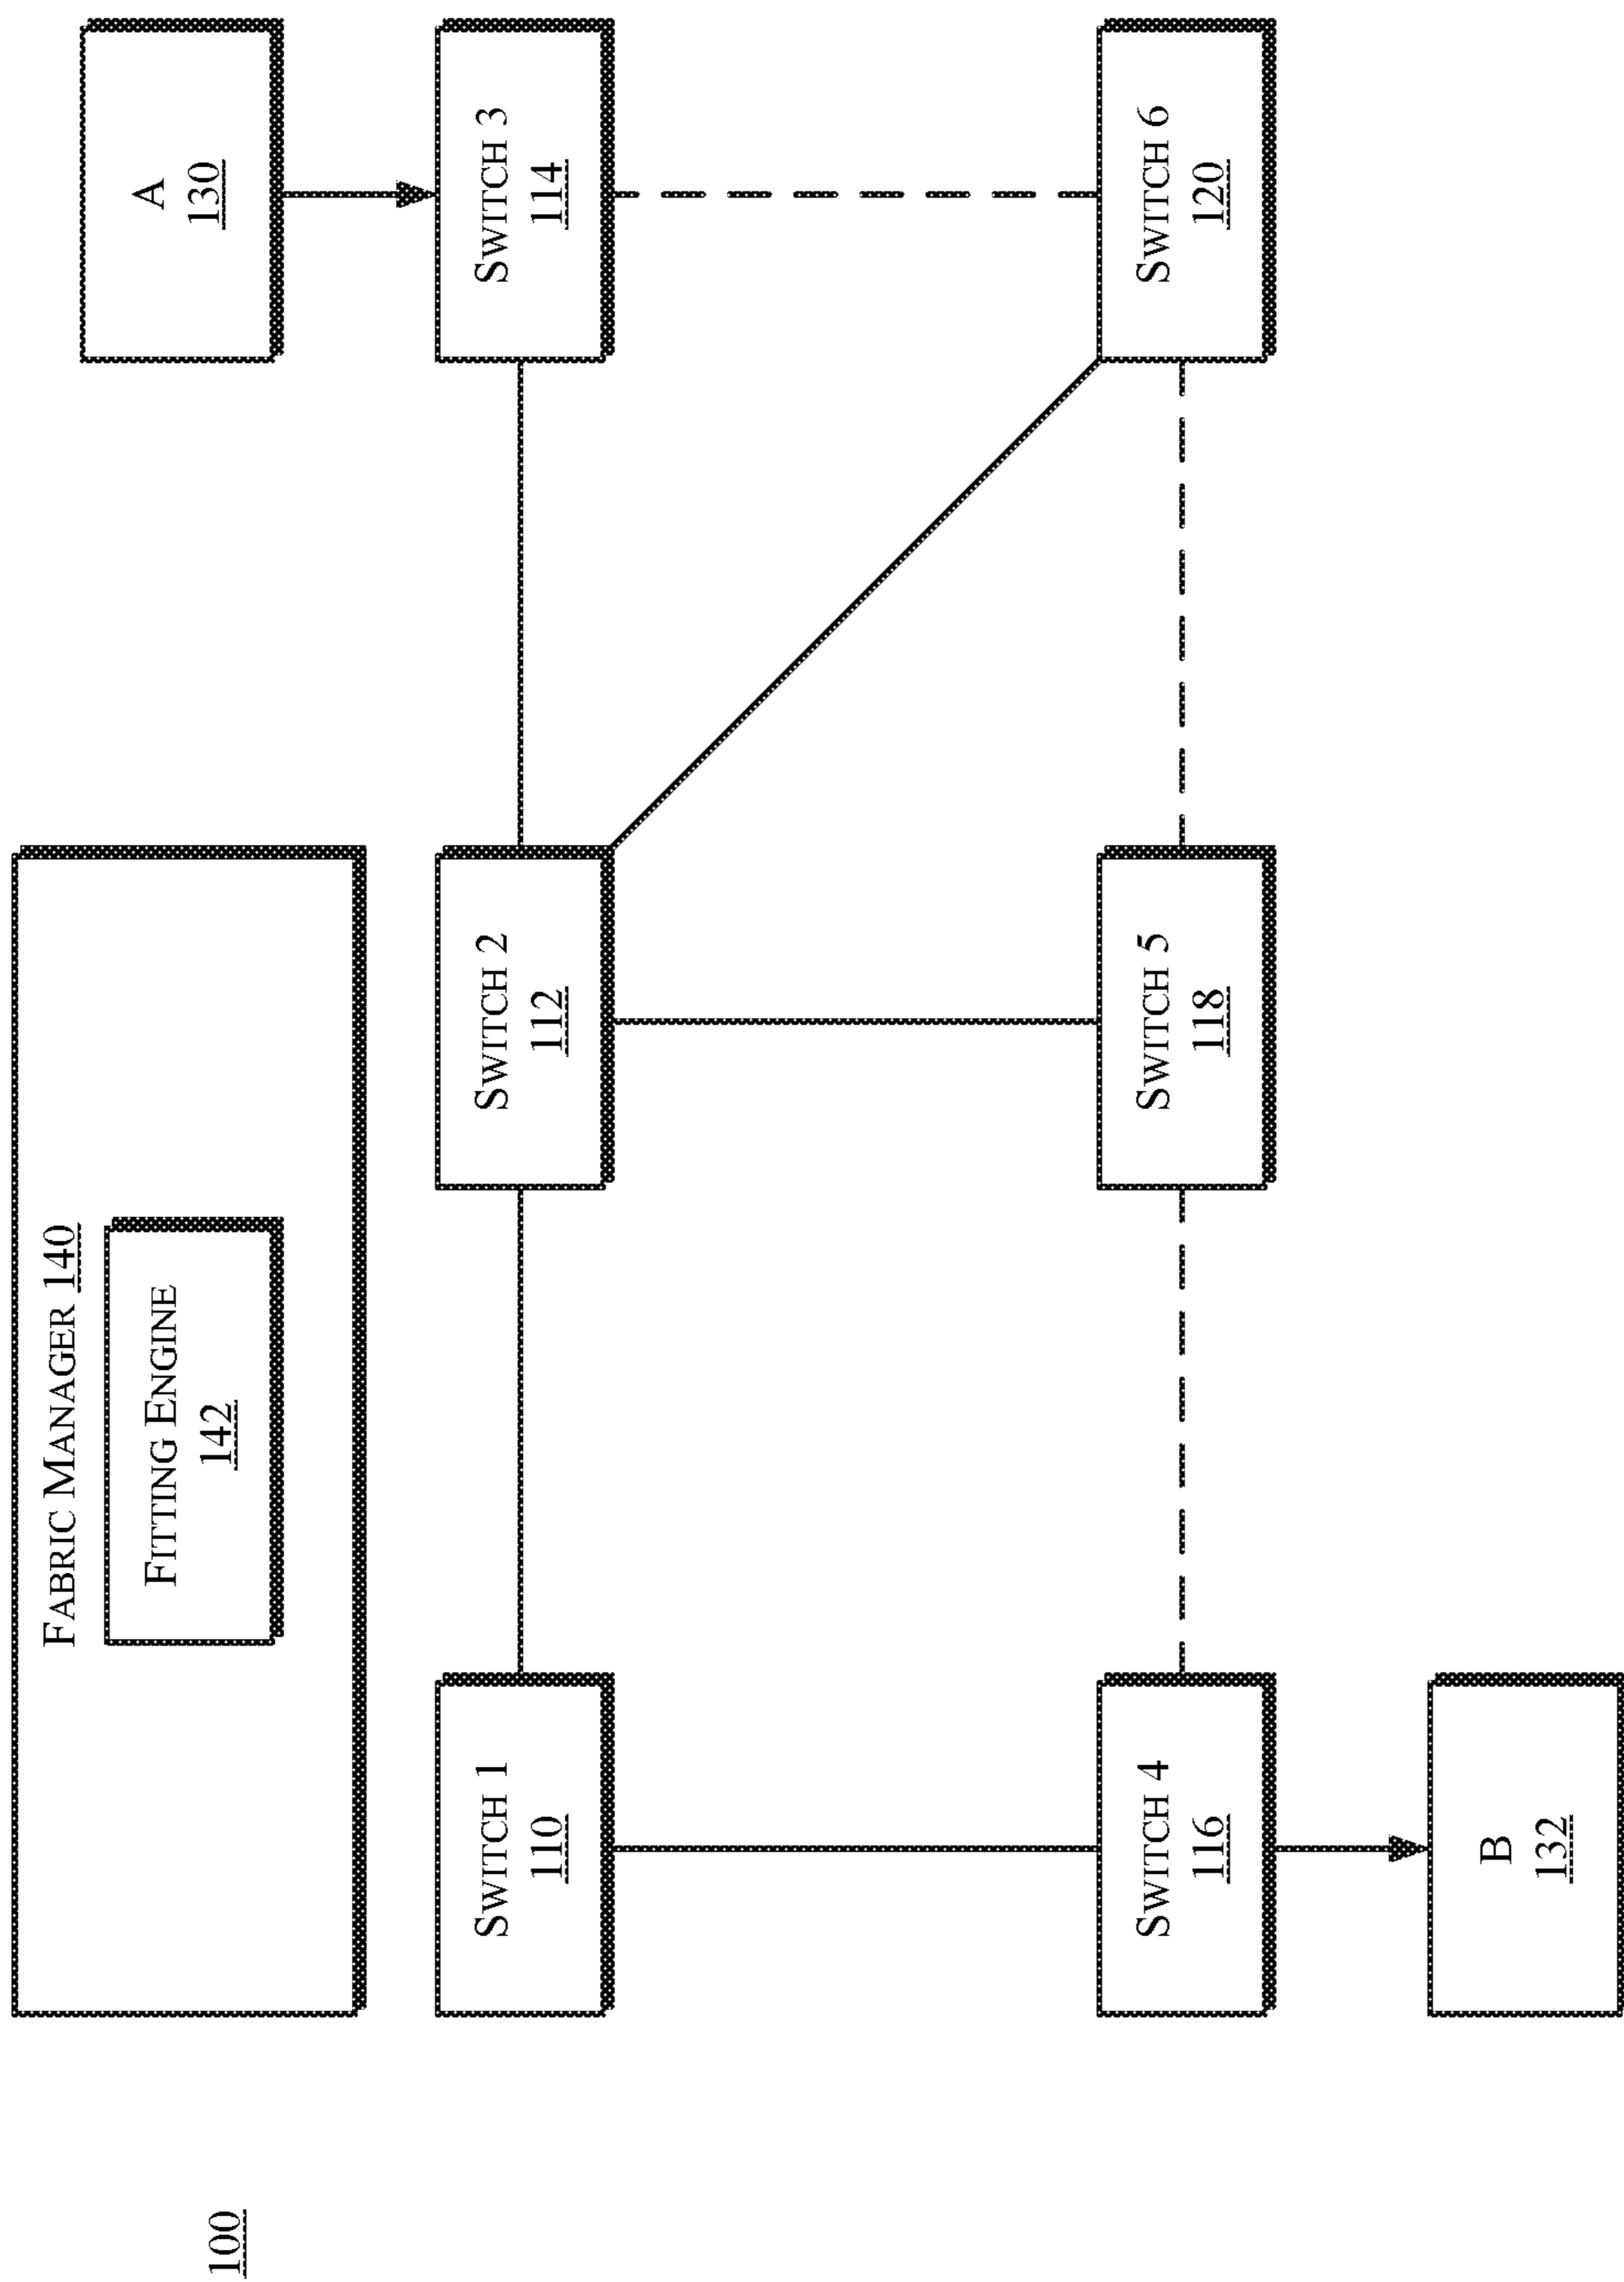 100
FABRIC MANAGER 140
FITTING ENGINE
142
A
130
SWITCH 1
110
SWITCH 2
112
SWITCH 3
114
SWITCH 4
116
SWITCH 5
118
SWITCH 6
120
B
132